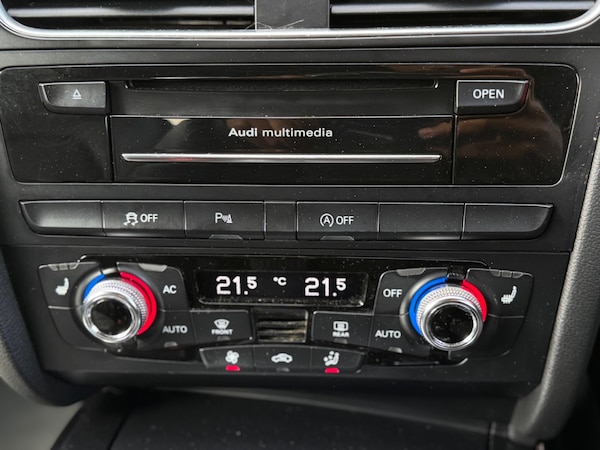 OPEN
Audi multimedia
OFF
P
A OFF
21.5 °C 21.5
AC
OFF
AUTO
FRONT
REAR
AUTO